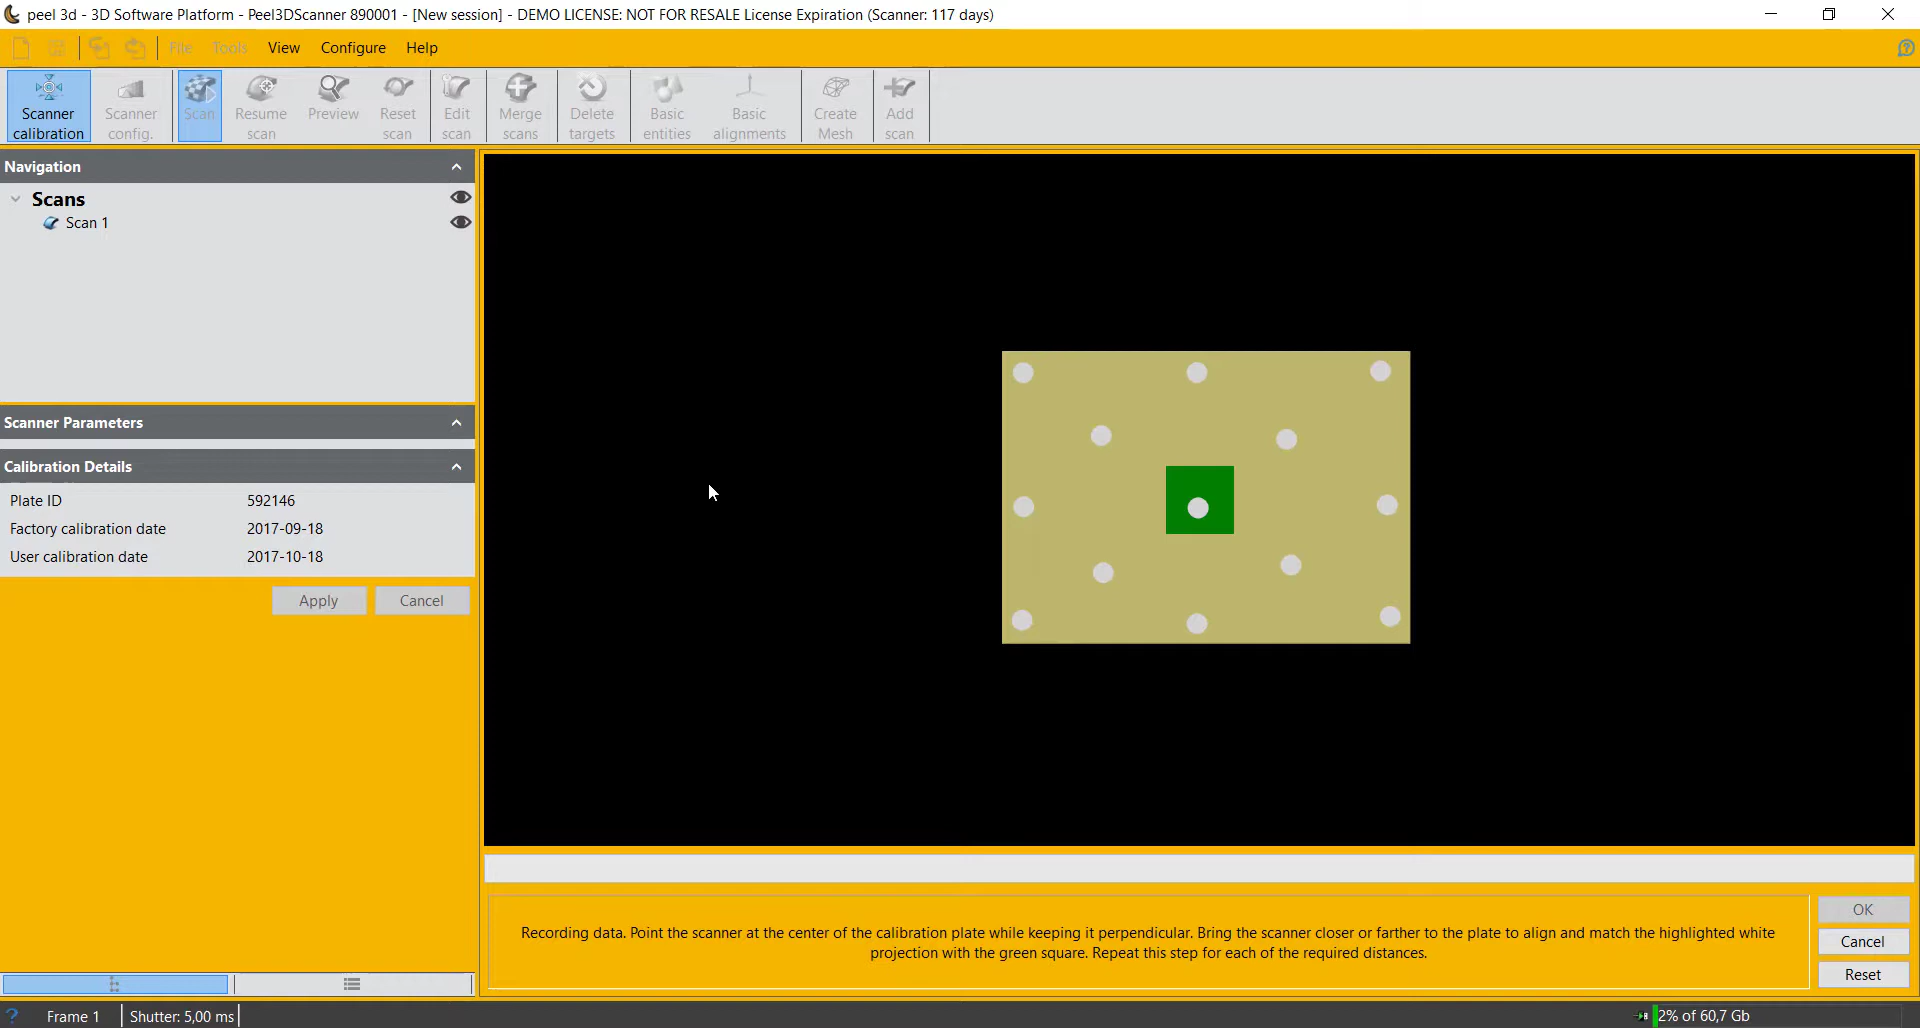 peel 3d - 3D Software Platform - Peel3DScanner 890001 - [New session] - DEMO LICENSE: NOT FOR RESALE License Expiration (Scanner: 117 days)
File Tools View Configure Help
Scanner calibration
Scanner config.
Scan
Resume scan
Preview
Reset scan
Edit scan
Merge scans
Delete targets
Basic entities
Basic alignments
Create Mesh
Add scan
Navigation
Scans
Scan 1
Scanner Parameters
Calibration Details
Plate ID 592146
Factory calibration date 2017-09-18
User calibration date 2017-10-18
Apply Cancel
Recording data. Point the scanner at the center of the calibration plate while keeping it perpendicular. Bring the scanner closer or farther to the plate to align and match the highlighted white
projection with the green square. Repeat this step for each of the required distances.
OK
Cancel
Reset
? Frame 1 Shutter: 5,00 ms 2% of 60,7 Gb